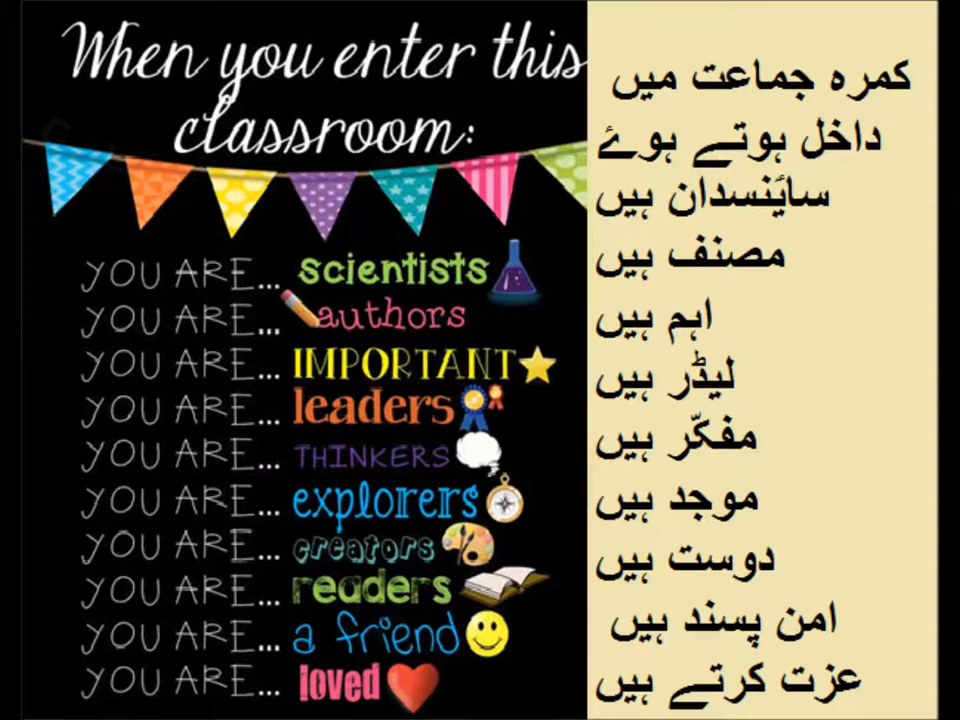 When you enter this
classroom:
YOU ARE... scientists
YOU ARE... authors
YOU ARE... IMPORTANT
YOU ARE... leaders
YOU ARE... THINKERS
YOU ARE... explorers
YOU ARE... creators
YOU ARE... readers
YOU ARE... a friend
YOU ARE... loved
کمرہ جماعت میں
داخل ہوتے ہوۓ
سایٔنسدان ہیں
مصنف ہیں
اہم ہیں
لیڈر ہیں
مفکّر ہیں
موجد ہیں
دوست ہیں
امن پسند ہیں
عزت کرتے ہیں